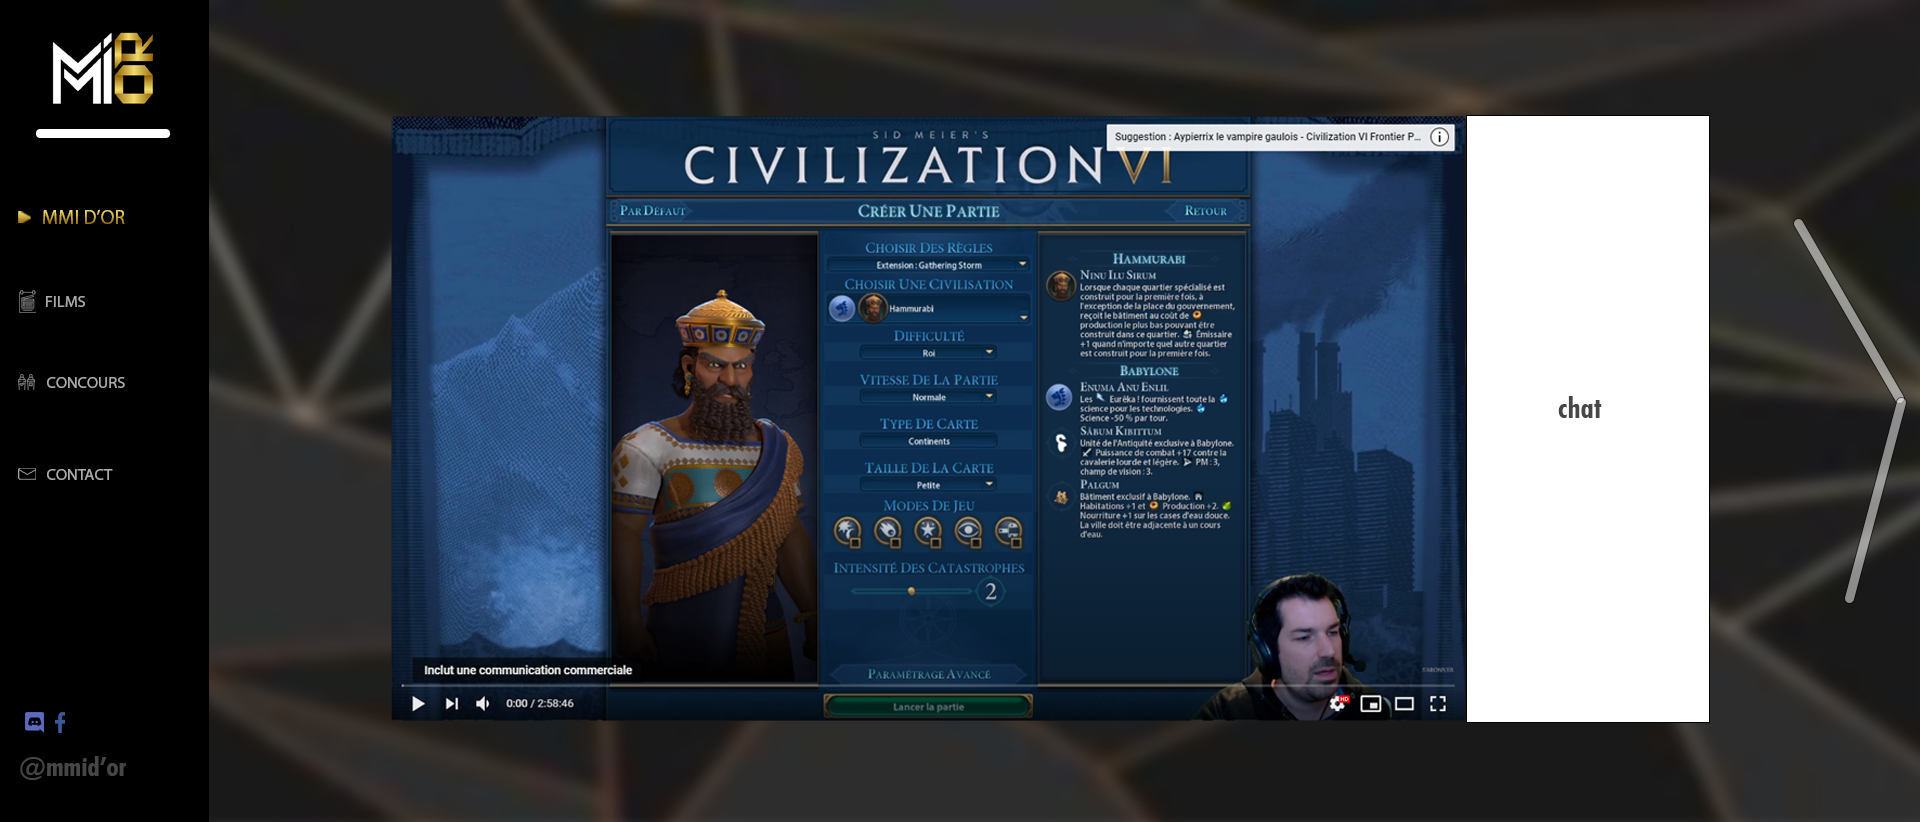 MMI D'OR
FILMS
CONCOURS
CONTACT
@mmid'or
SID MEIER'S
CIVILIZATION VI
Suggestion : Aypierrix le vampire gaulois - Civilization VI Frontier P...
PAR DÉFAUT
CRÉER UNE PARTIE
RETOUR
CHOISIR DES RÈGLES
Extension : Gathering Storm
CHOISIR UNE CIVILISATION
Hammurabi
DIFFICULTÉ
Roi
VITESSE DE LA PARTIE
Normale
TYPE DE CARTE
Continents
TAILLE DE LA CARTE
Petite
MODES DE JEU
INTENSITÉ DES CATASTROPHES
2
PARAMÉTRAGE AVANCÉ
Lancer la partie
HAMMURABI
NINU ILU SIRUM
Lorsque chaque quartier spécialisé est
construit pour la première fois, à
l'exception de la place du gouvernement,
reçoit le bâtiment au coût de
production le plus bas pouvant être
construit dans ce quartier. Émissaire
+1 quand n'importe quel autre quartier
est construit pour la première fois.
BABYLONE
ENUMA ANU ENLIL
Les Eurêka ! fournissent toute la
science pour les technologies.
Science -50 % par tour.
SĀBUM KIBITTUM
Unité de l'Antiquité exclusive à Babylone.
Puissance de combat +17 contre la
cavalerie lourde et légère. PM : 3,
champ de vision : 3.
PALGUM
Bâtiment exclusif à Babylone.
Habitations +1 et Production +2.
Nourriture +1 sur les cases d'eau douce.
La ville doit être adjacente à un cours
d'eau.
Inclut une communication commerciale
0:00 / 2:58:46
HD
chat